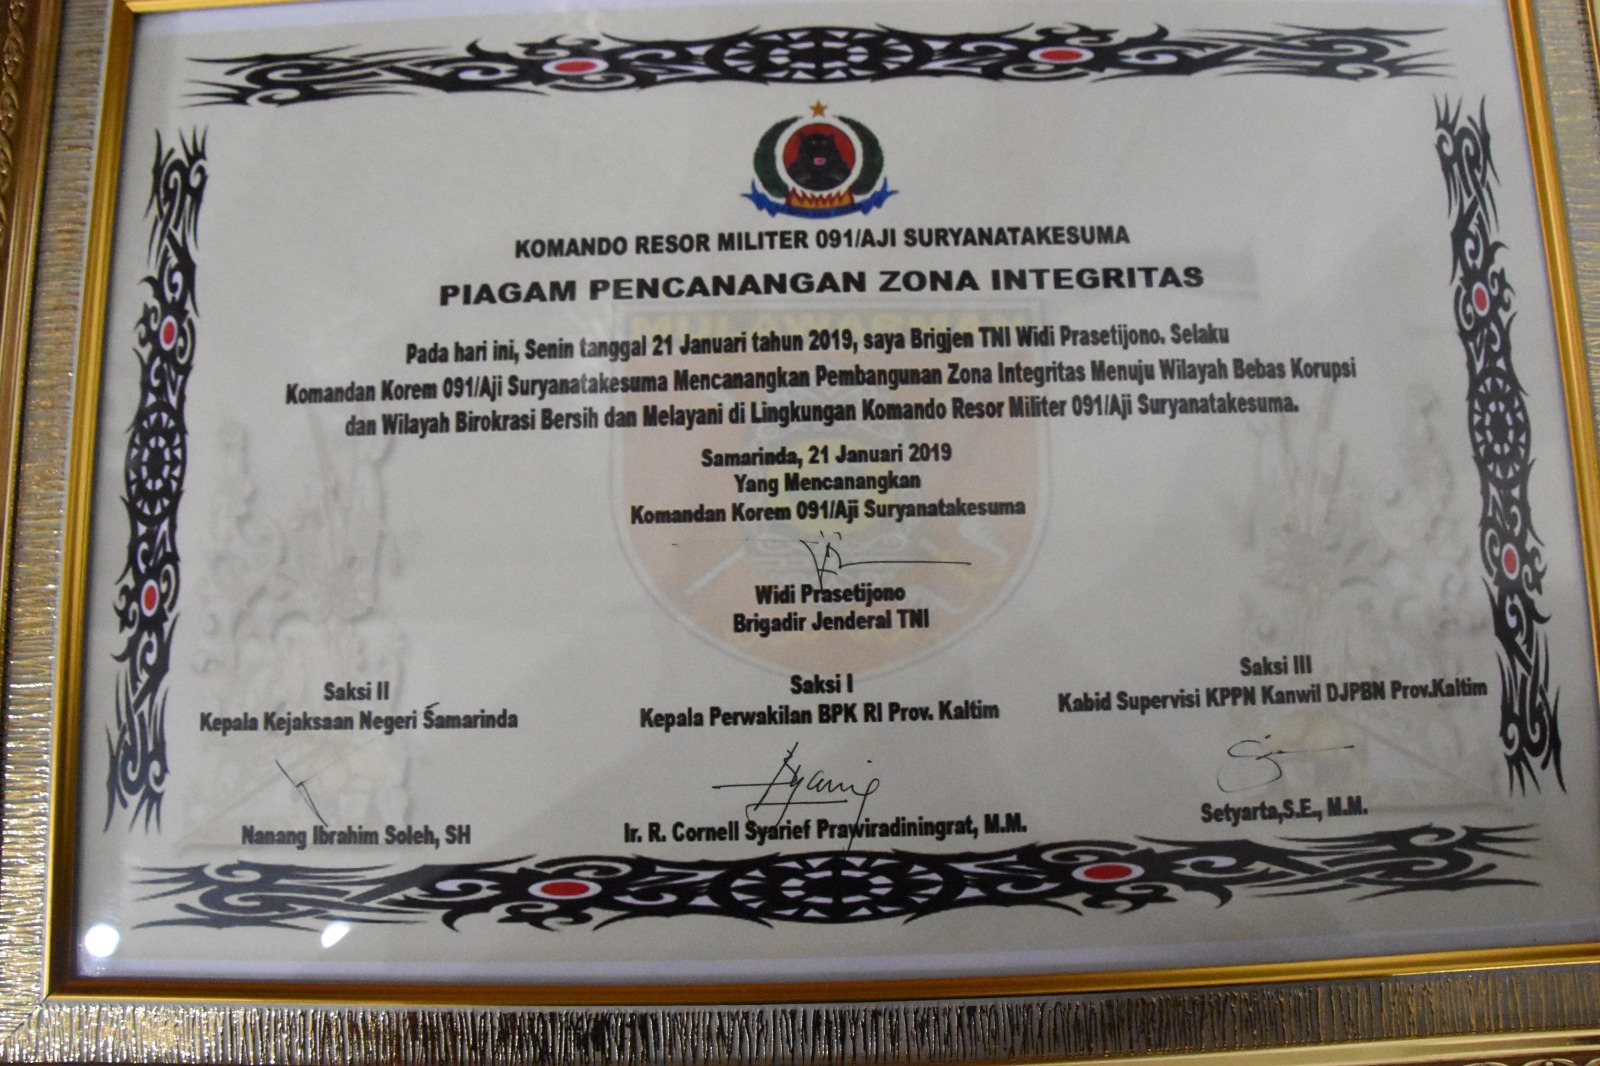 KOMANDO RESOR MILITER 091/AJI SURYANATAKESUMA
PIAGAM PENCANANGAN ZONA INTEGRITAS
MULAWARMAN
Pada hari ini, Senin tanggal 21 Januari tahun 2019, saya Brigjen TNI Widi Prasetijono. Selaku
Komandan Korem 091/Aji Suryanatakesuma Mencanangkan Pembangunan Zona Integritas Menuju Wilayah Bebas Korupsi
dan Wilayah Birokrasi Bersih dan Melayani di Lingkungan Komando Resor Militer 091/Aji Suryanatakesuma.
Samarinda, 21 Januari 2019
Yang Mencanangkan
Komandan Korem 091/Aji Suryanatakesuma
Widi Prasetijono
Brigadir Jenderal TNI
Saksi II
Kepala Kejaksaan Negeri Samarinda
Nanang Ibrahim Soleh, SH
Saksi I
Kepala Perwakilan BPK RI Prov. Kaltim
Ir. R. Cornell Syarief Prawiradiningrat, M.M.
Saksi III
Kabid Supervisi KPPN Kanwil DJPBN Prov.Kaltim
Setyarta,S.E., M.M.